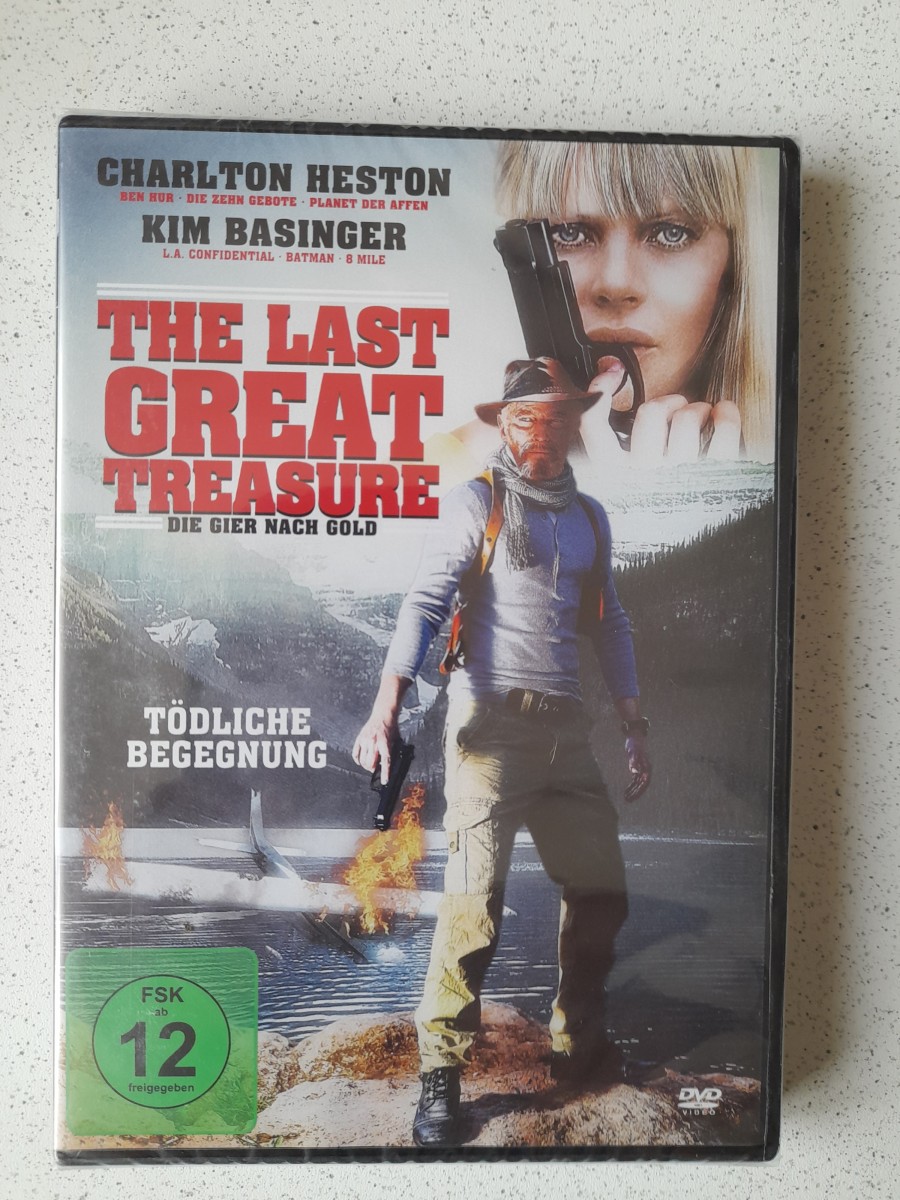 CHARLTON HESTON
BEN HUR · DIE ZEHN GEBOTE · PLANET DER AFFEN
KIM BASINGER
L.A. CONFIDENTIAL · BATMAN · 8 MILE
THE LAST
GREAT
TREASURE
DIE GIER NACH GOLD
TÖDLICHE
BEGEGNUNG
FSK
ab
12
freigegeben
DVD
VIDEO